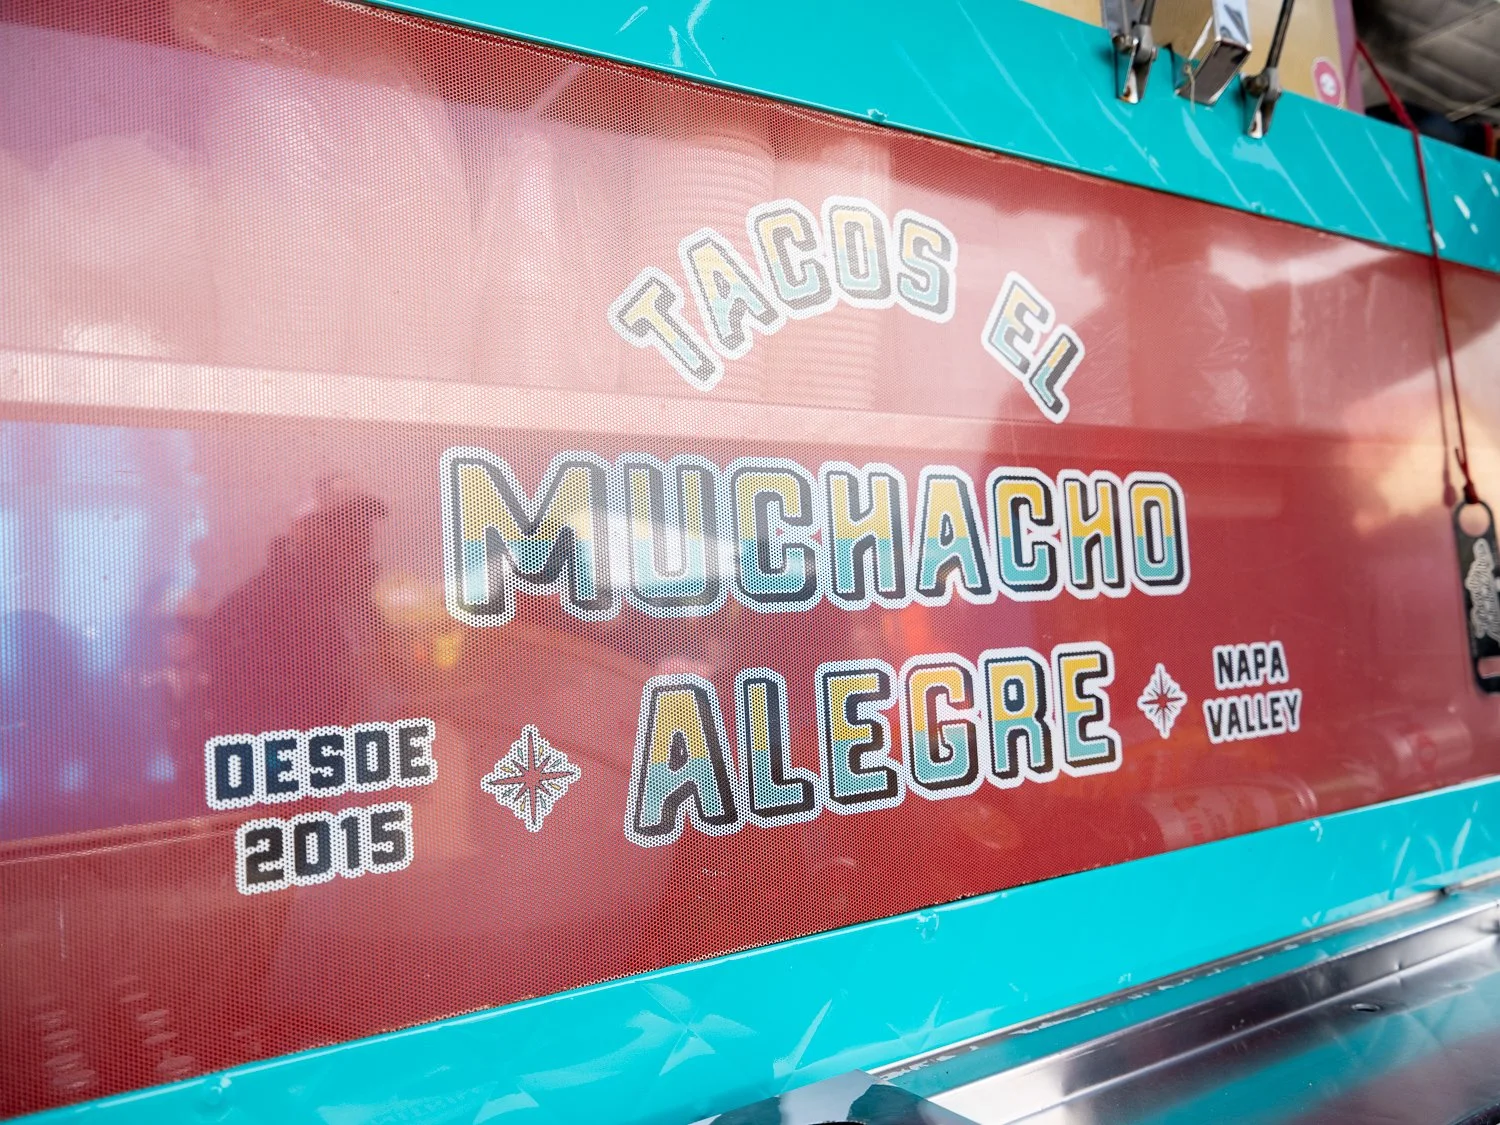 TACOS EL
MUCHACHO
ALEGRE
DESDE
2015
NAPA
VALLEY